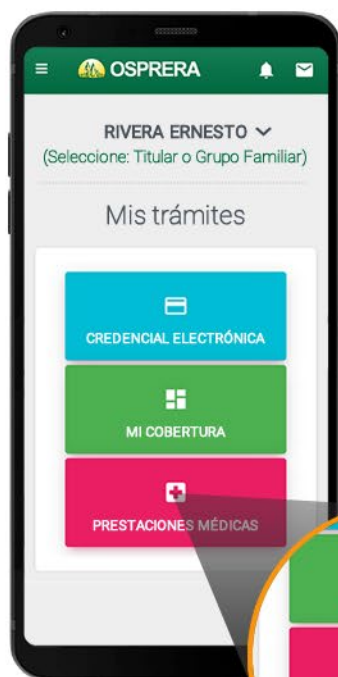 OSPRERA
RIVERA ERNESTO
(Seleccione: Titular o Grupo Familiar)
Mis trámites
CREDENCIAL ELECTRÓNICA
MI COBERTURA
PRESTACIONES MÉDICAS